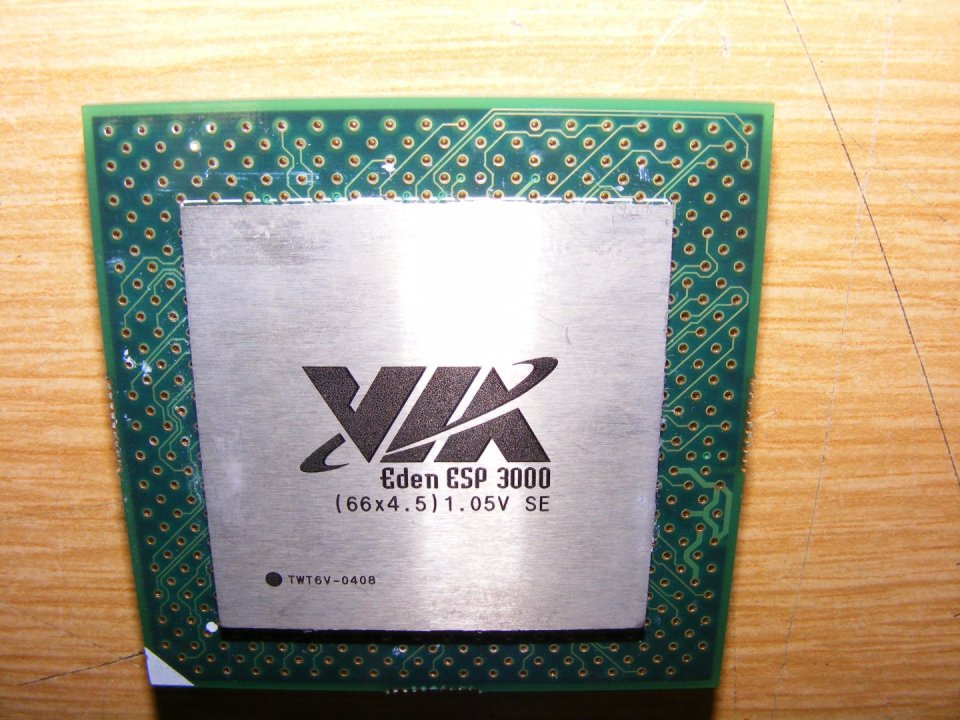 VIA
Eden ESP 3000
(66x4.5)1.05V SE
TWT6V-0408